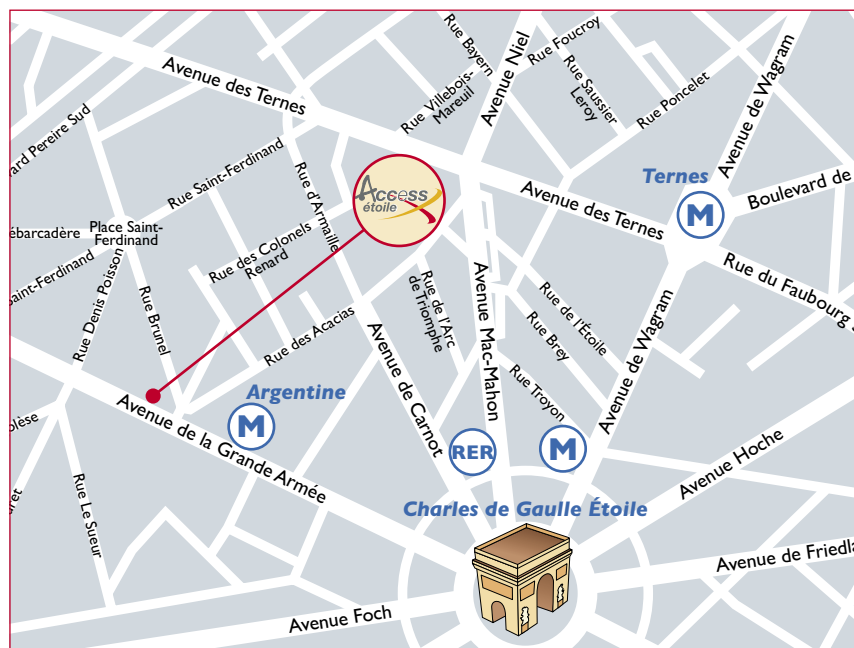 Avenue des Ternes
Rue Bayern
Avenue Niel
Rue Foucroy
Rue Saussier
Leroy
Rue Poncelet
Avenue de Wagram
Rue Villebois-
Mareuil
ard Pereire Sud
Rue Saint-Ferdinand
Rue d'Armaille
Access
étoile
Ternes
M
Boulevard de
Avenue des Ternes
ébarcadère
Place Saint-
Ferdinand
Saint-Ferdinand
Rue des Colonels
Renard
Rue Denis Poisson
Rue Brunel
Rue des Acacias
Rue de l'Arc
de Triomphe
Avenue Mac-Mahon
Rue de l'Étoile
Rue Brey
Rue Troyon
Avenue de Wagram
Rue du Faubourg
Argentine
M
Avenue de Carnot
Avenue de la Grande Armée
olèse
aret
Rue Le Sueur
RER
M
Charles de Gaulle Étoile
Avenue Hoche
Avenue de Friedla
Avenue Foch